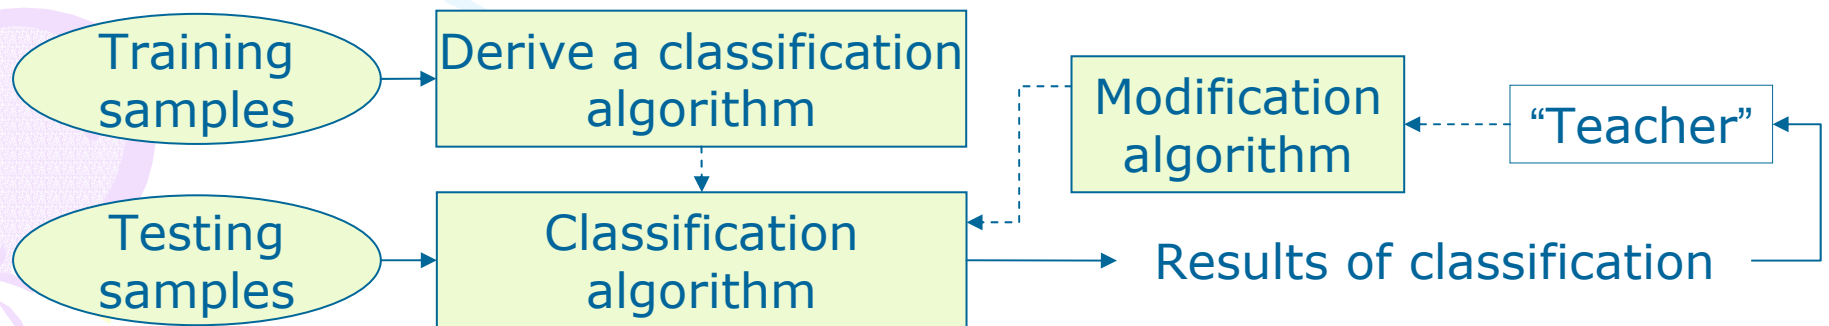 Training
samples
Derive a classification
algorithm
Modification
algorithm
“Teacher”
Testing
samples
Classification
algorithm
Results of classification